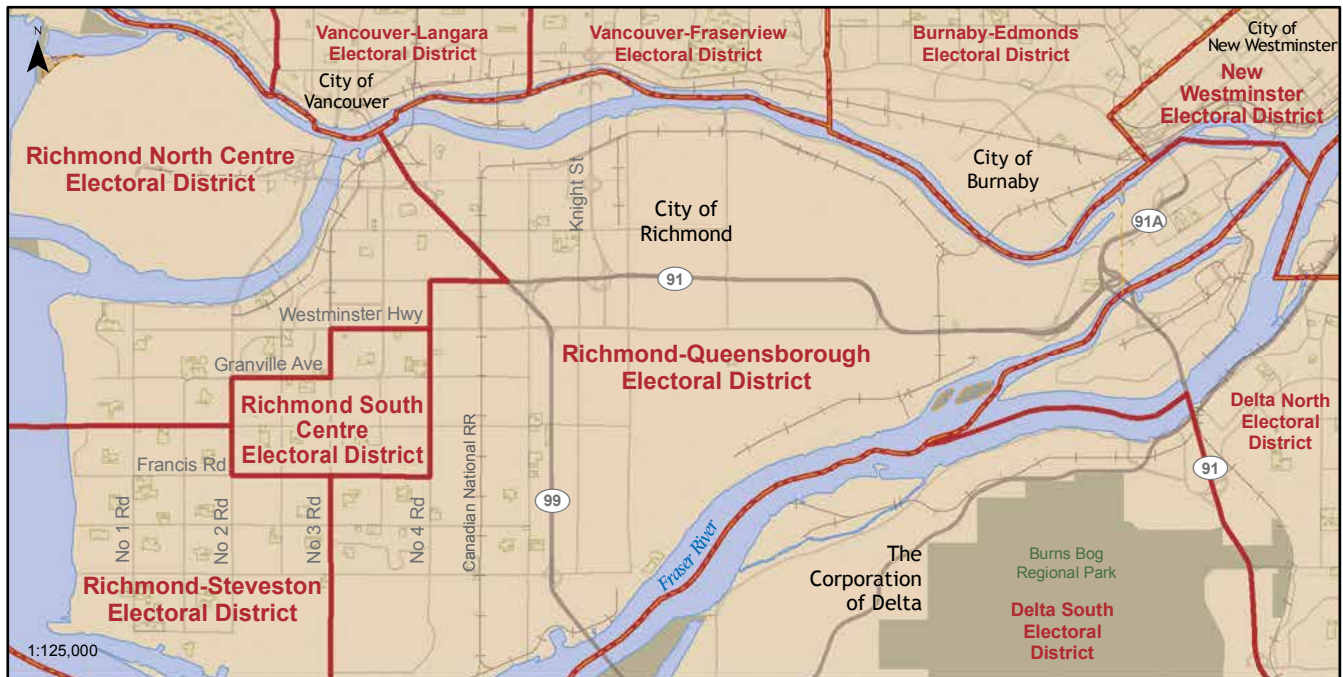 N
Vancouver-Langara
Electoral District
Vancouver-Fraserview
Electoral District
Burnaby-Edmonds
Electoral District
City of
New Westminster
New
Westminster
Electoral District
City of
Vancouver
Richmond North Centre
Electoral District
City of
Burnaby
Knight St
City of
Richmond
91A
91
Westminster Hwy
Granville Ave
Richmond-Queensborough
Electoral District
Richmond South
Centre
Electoral District
Delta North
Electoral
District
Francis Rd
No 1 Rd
No 2 Rd
No 3 Rd
No 4 Rd
Canadian National RR
99
91
Fraser River
The
Corporation
of Delta
Burns Bog
Regional Park
Richmond-Steveston
Electoral District
Delta South
Electoral
District
1:125,000